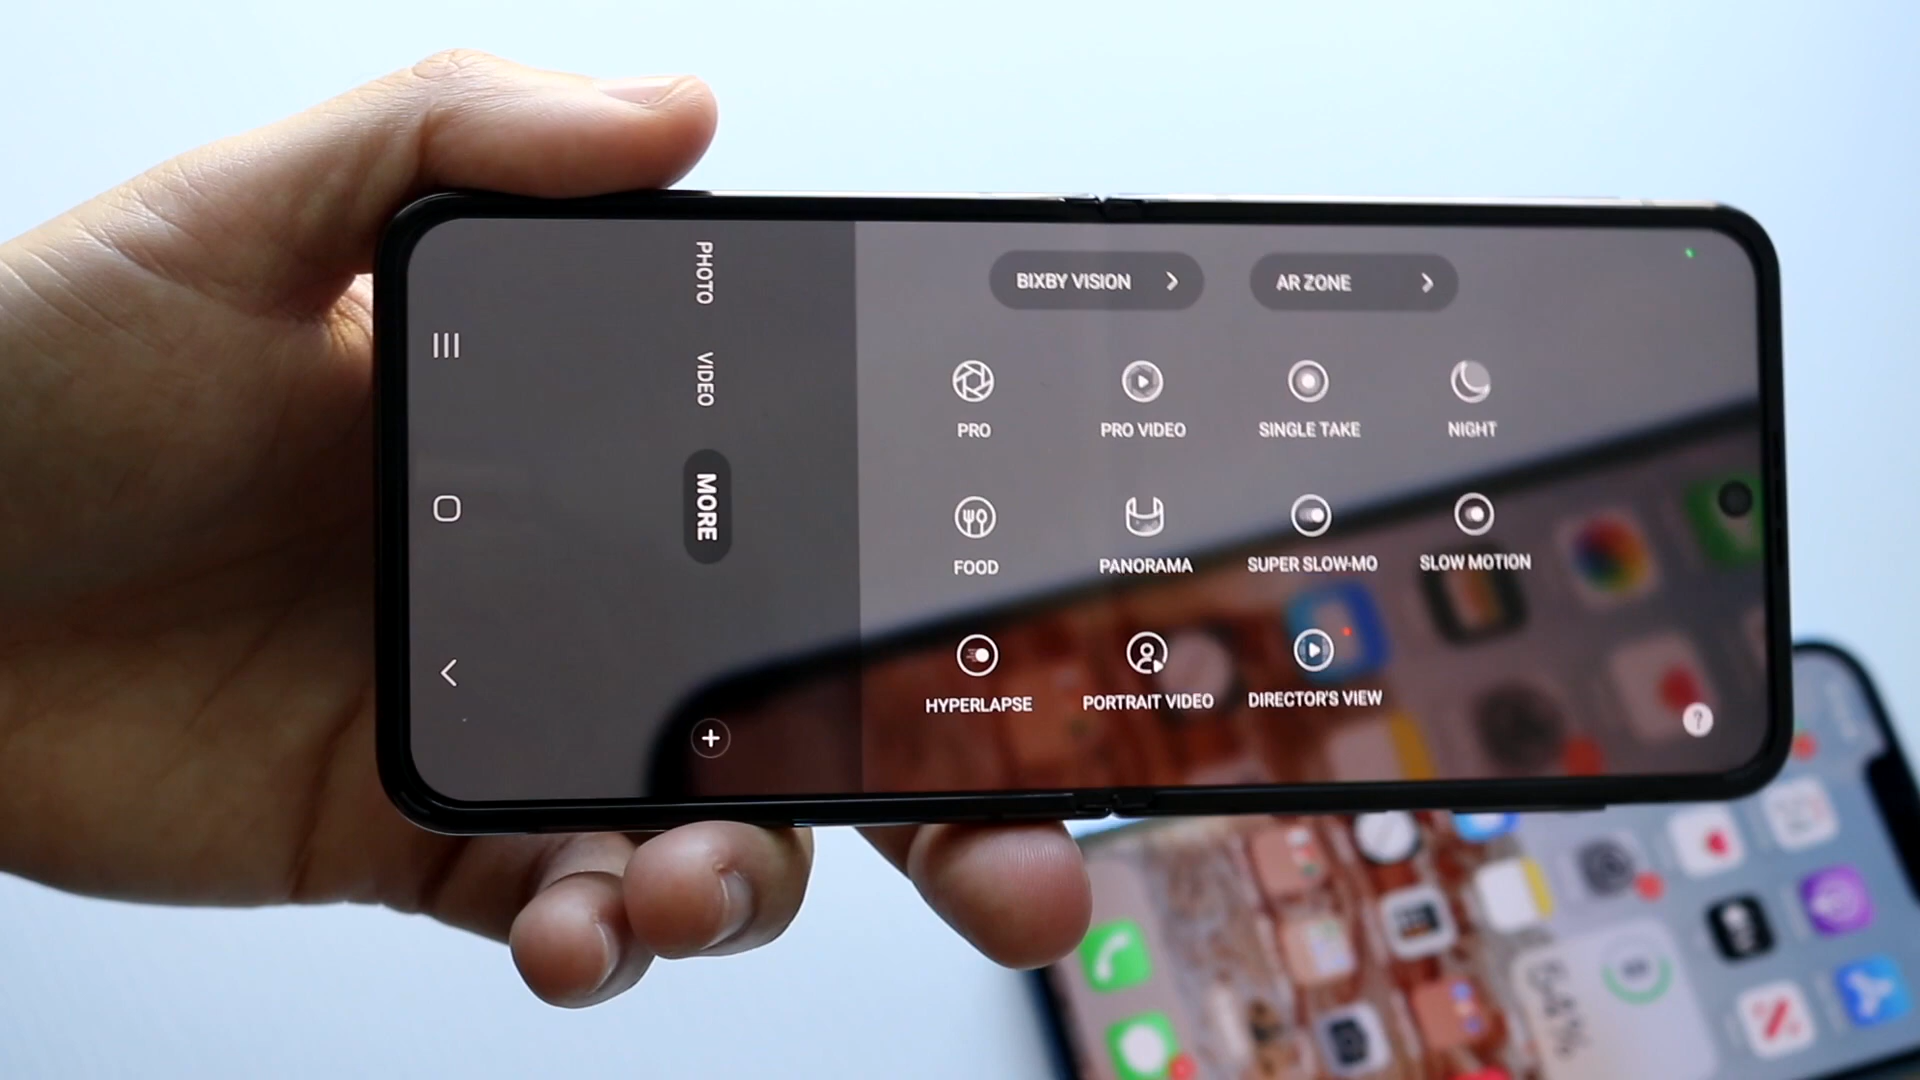 PHOTO
VIDEO
MORE
BIXBY VISION
AR ZONE
PRO
PRO VIDEO
SINGLE TAKE
NIGHT
FOOD
PANORAMA
SUPER SLOW-MO
SLOW MOTION
HYPERLAPSE
PORTRAIT VIDEO
DIRECTOR'S VIEW
?
64%